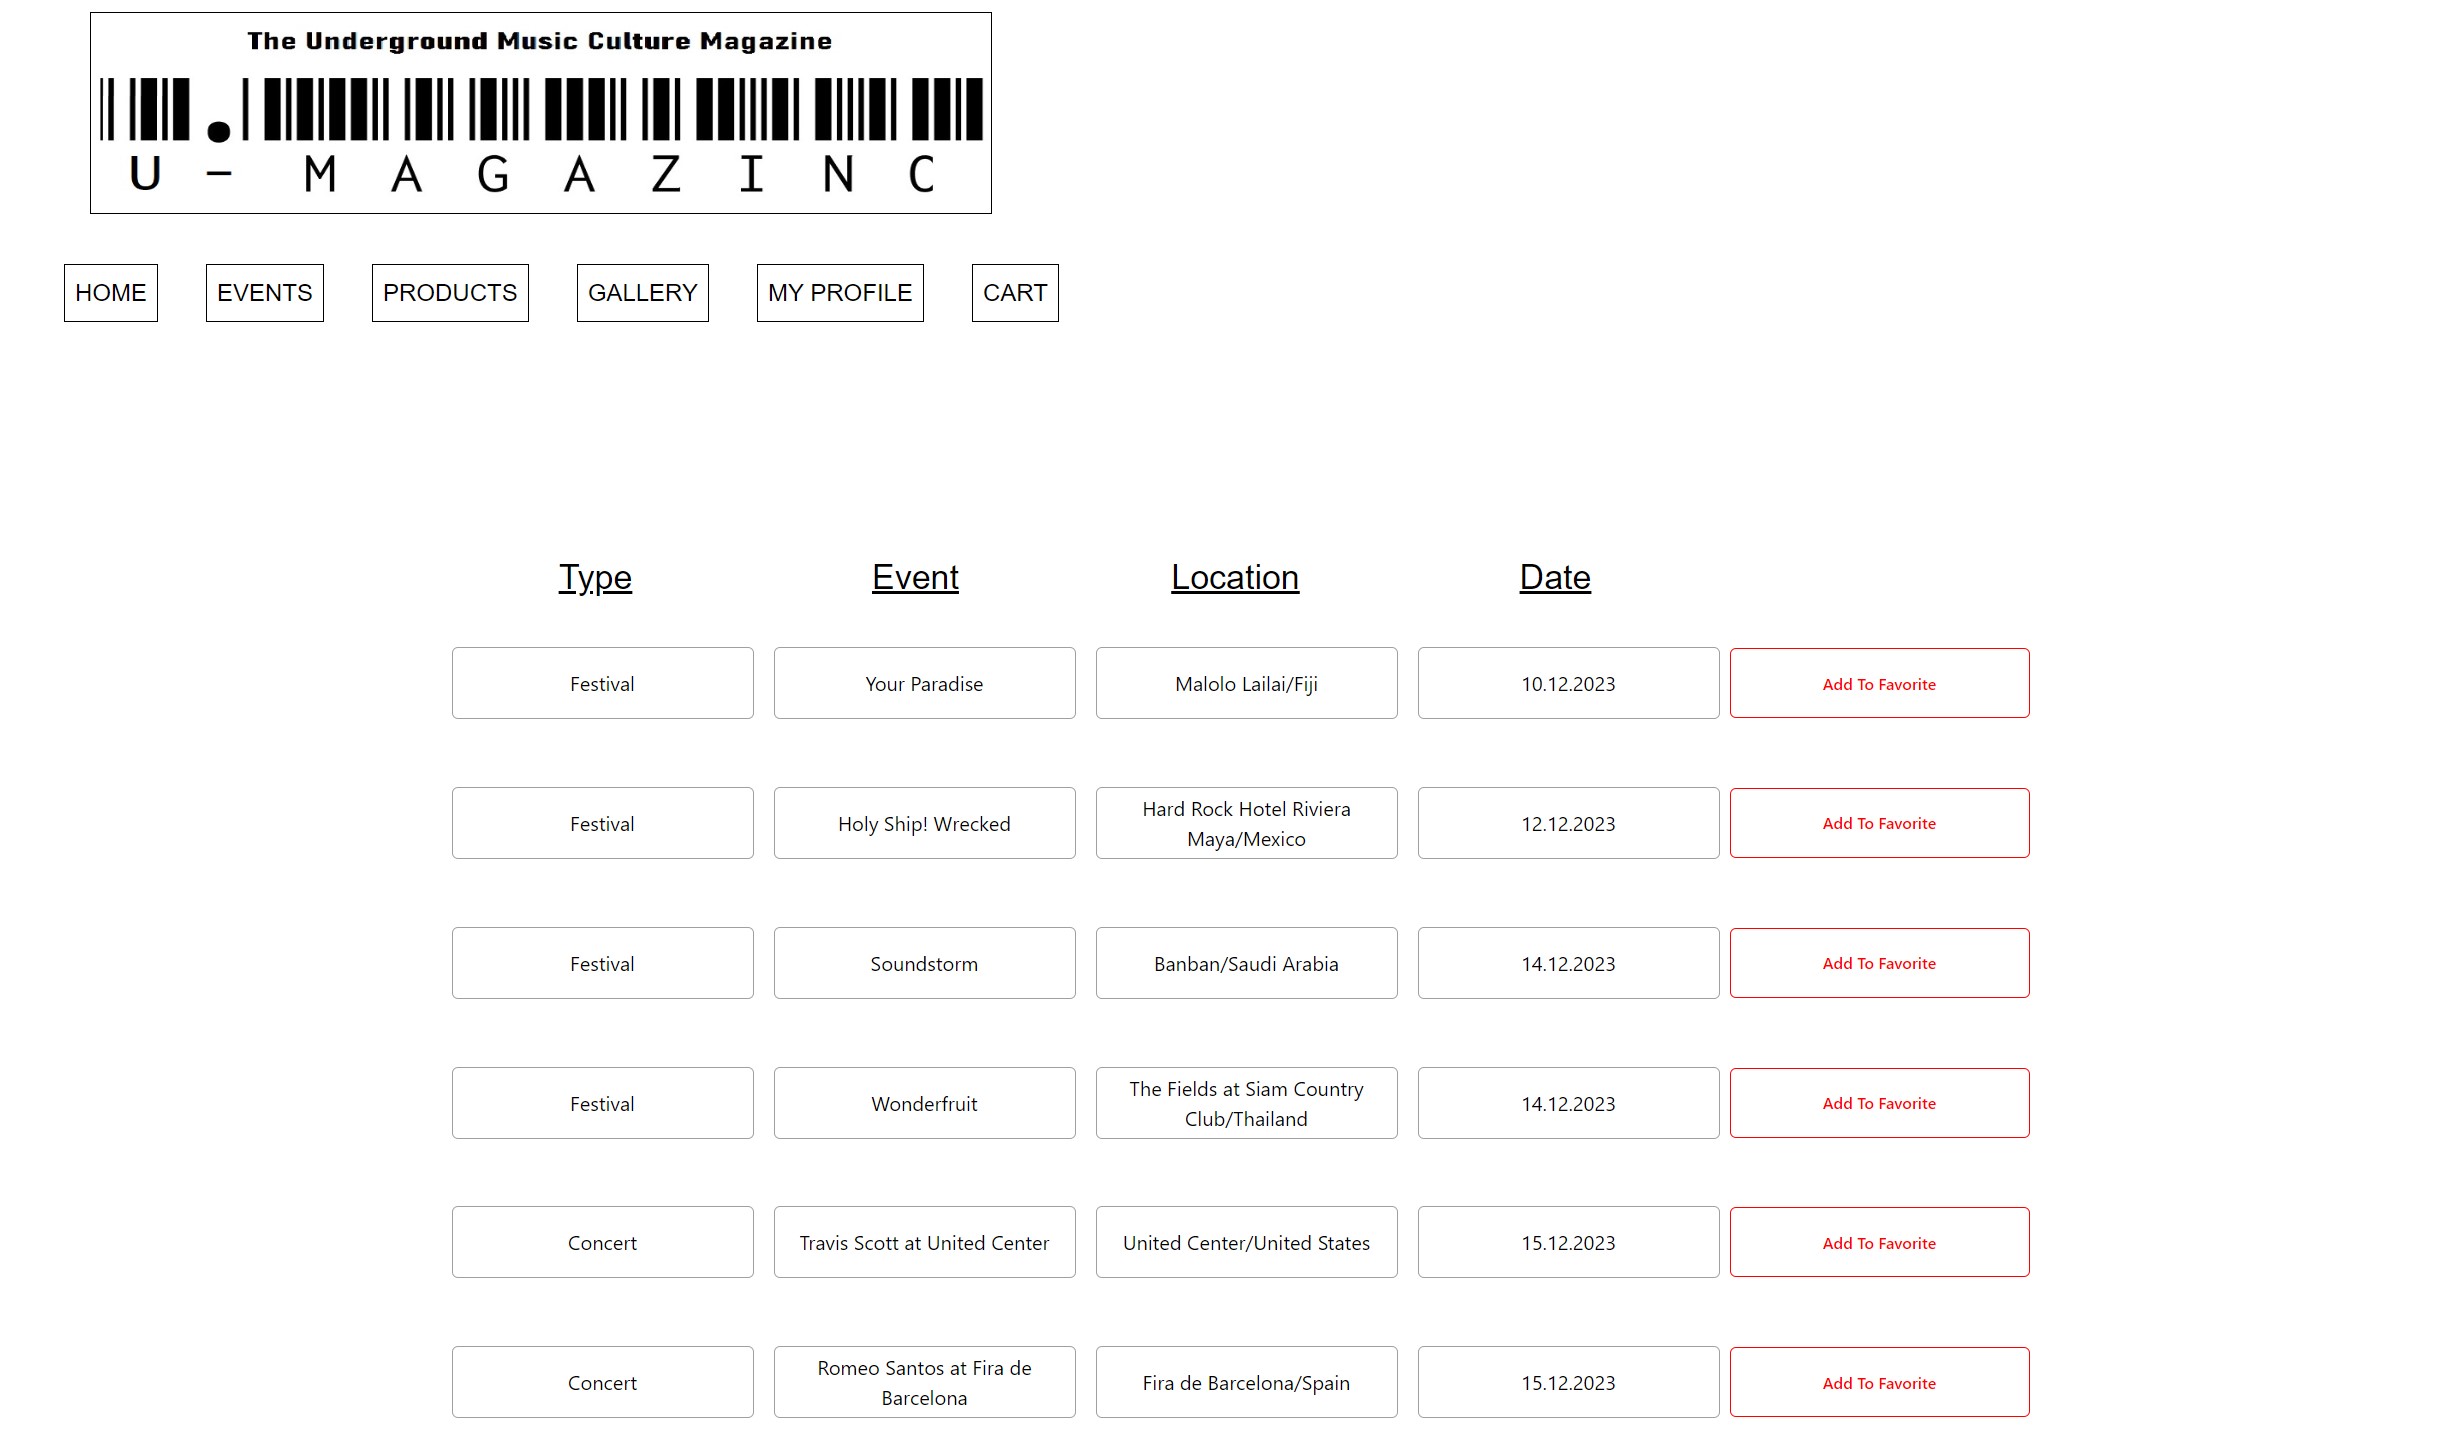 The Underground Music Culture Magazine
U - M A G A Z I N C
HOME EVENTS PRODUCTS GALLERY MY PROFILE CART
Type Event Location Date
Festival Your Paradise Malolo Lailai/Fiji 10.12.2023 Add To Favorite
Festival Holy Ship! Wrecked Hard Rock Hotel Riviera
Maya/Mexico 12.12.2023 Add To Favorite
Festival Soundstorm Banban/Saudi Arabia 14.12.2023 Add To Favorite
Festival Wonderfruit The Fields at Siam Country
Club/Thailand 14.12.2023 Add To Favorite
Concert Travis Scott at United Center United Center/United States 15.12.2023 Add To Favorite
Concert Romeo Santos at Fira de
Barcelona Fira de Barcelona/Spain 15.12.2023 Add To Favorite